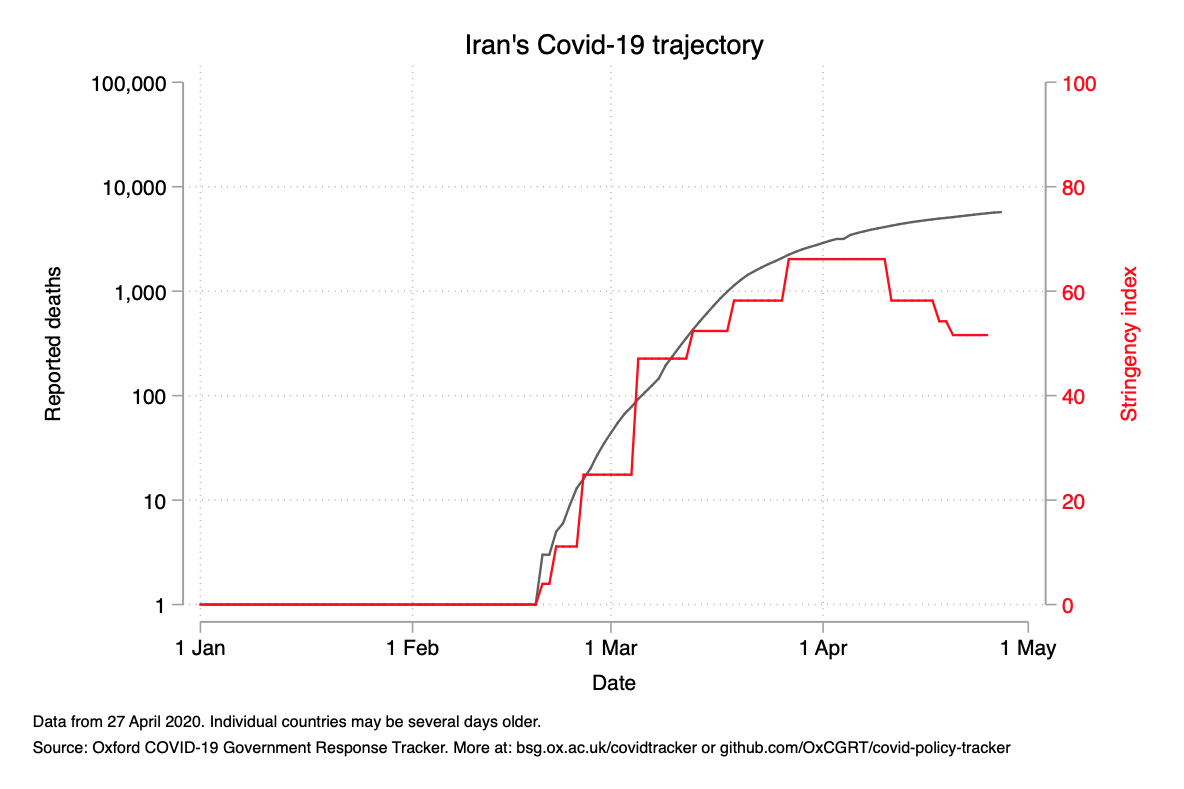 Iran's Covid-19 trajectory
100,000
10,000
1,000
100
10
1
Reported deaths
100
80
60
40
20
0
Stringency index
1 Jan 1 Feb 1 Mar 1 Apr 1 May
Date
Data from 27 April 2020. Individual countries may be several days older.
Source: Oxford COVID-19 Government Response Tracker. More at: bsg.ox.ac.uk/covidtracker or github.com/OxCGRT/covid-policy-tracker